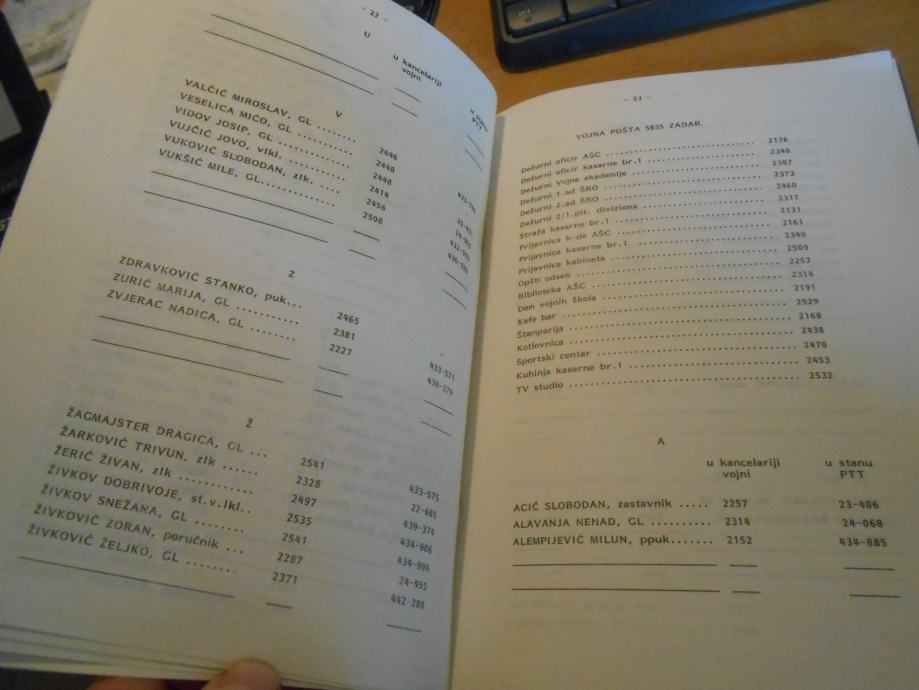 - 22 -
U
u kancelariji
vojni
u stanu
PTT
V
VALČIĆ MIROSLAV, GL ........ 2446
VESELICA MIĆO, GL ........ 2448
VIDOV JOSIP, GL ........ 2448
VUJČIĆ JOVO, vlkl. ........ 2414
VUKOVIĆ SLOBODAN, zlk. .... 2456
VUKŠIĆ MILE, GL ........ 2508
Z
ZDRAVKOVIĆ STANKO, puk... 2465 -
ZURIĆ MARIJA, GL ........ 2381 433-571
ZVJERAC NADICA, GL ....... 2227 430-279
Ž
ŽAGMAJSTER DRAGICA, GL ... 2541 433-575
ŽARKOVIĆ TRIVUN, zlk ...... 2328 22-665
ŽERIĆ ŽIVAN, zlk ............ 2497 439-374
ŽIVKOV DOBRIVOJE, st.v.lkl.. 2535 434-906
ŽIVKOV SNEŽANA, GL ........ 2541 434-906
ŽIVKOVIĆ ZORAN, poručnik ... 2287 24-955
ŽIVKOVIĆ ŽELJKO, GL ........ 2371 442-280
- 23 -
VOJNA POŠTA 5835 ZADAR
Dežurni oficir AŠC ........ 2176
Dežurni oficir kasarne br.1 ........ 2340
Dežurni Vojne akademije ........ 2387
Dežurni 1.ad ŠRO ........ 2373
Dežurni 2.ad ŠRO ........ 2460
Dežurni 2/1.pit. diviziona ........ 2317
Straža kasarne br.1 ........ 2131
Prijavnica k-de AŠC ........ 2161
Prijavnica kasarne br.1 ........ 2340
Prijavnica kabineta ........ 2509
Opšti odsek ........ 2257
Biblioteka AŠC ........ 2314
Dom vojnih škola ........ 2191
Kafe bar ........ 2529
Štamparija ........ 2168
Kotlovnica ........ 2438
Sportski centar ........ 2470
Kuhinja kasarne br.1 ........ 2453
TV studio ........ 2532
A
u kancelariji u stanu
vojni PTT
ACIĆ SLOBODAN, zastavnik ..... 2257 23-486
ALAVANJA NENAD, GL .......... 2314 24-068
ALEMPIJEVIĆ MILUN, ppuk....... 2152 434-885